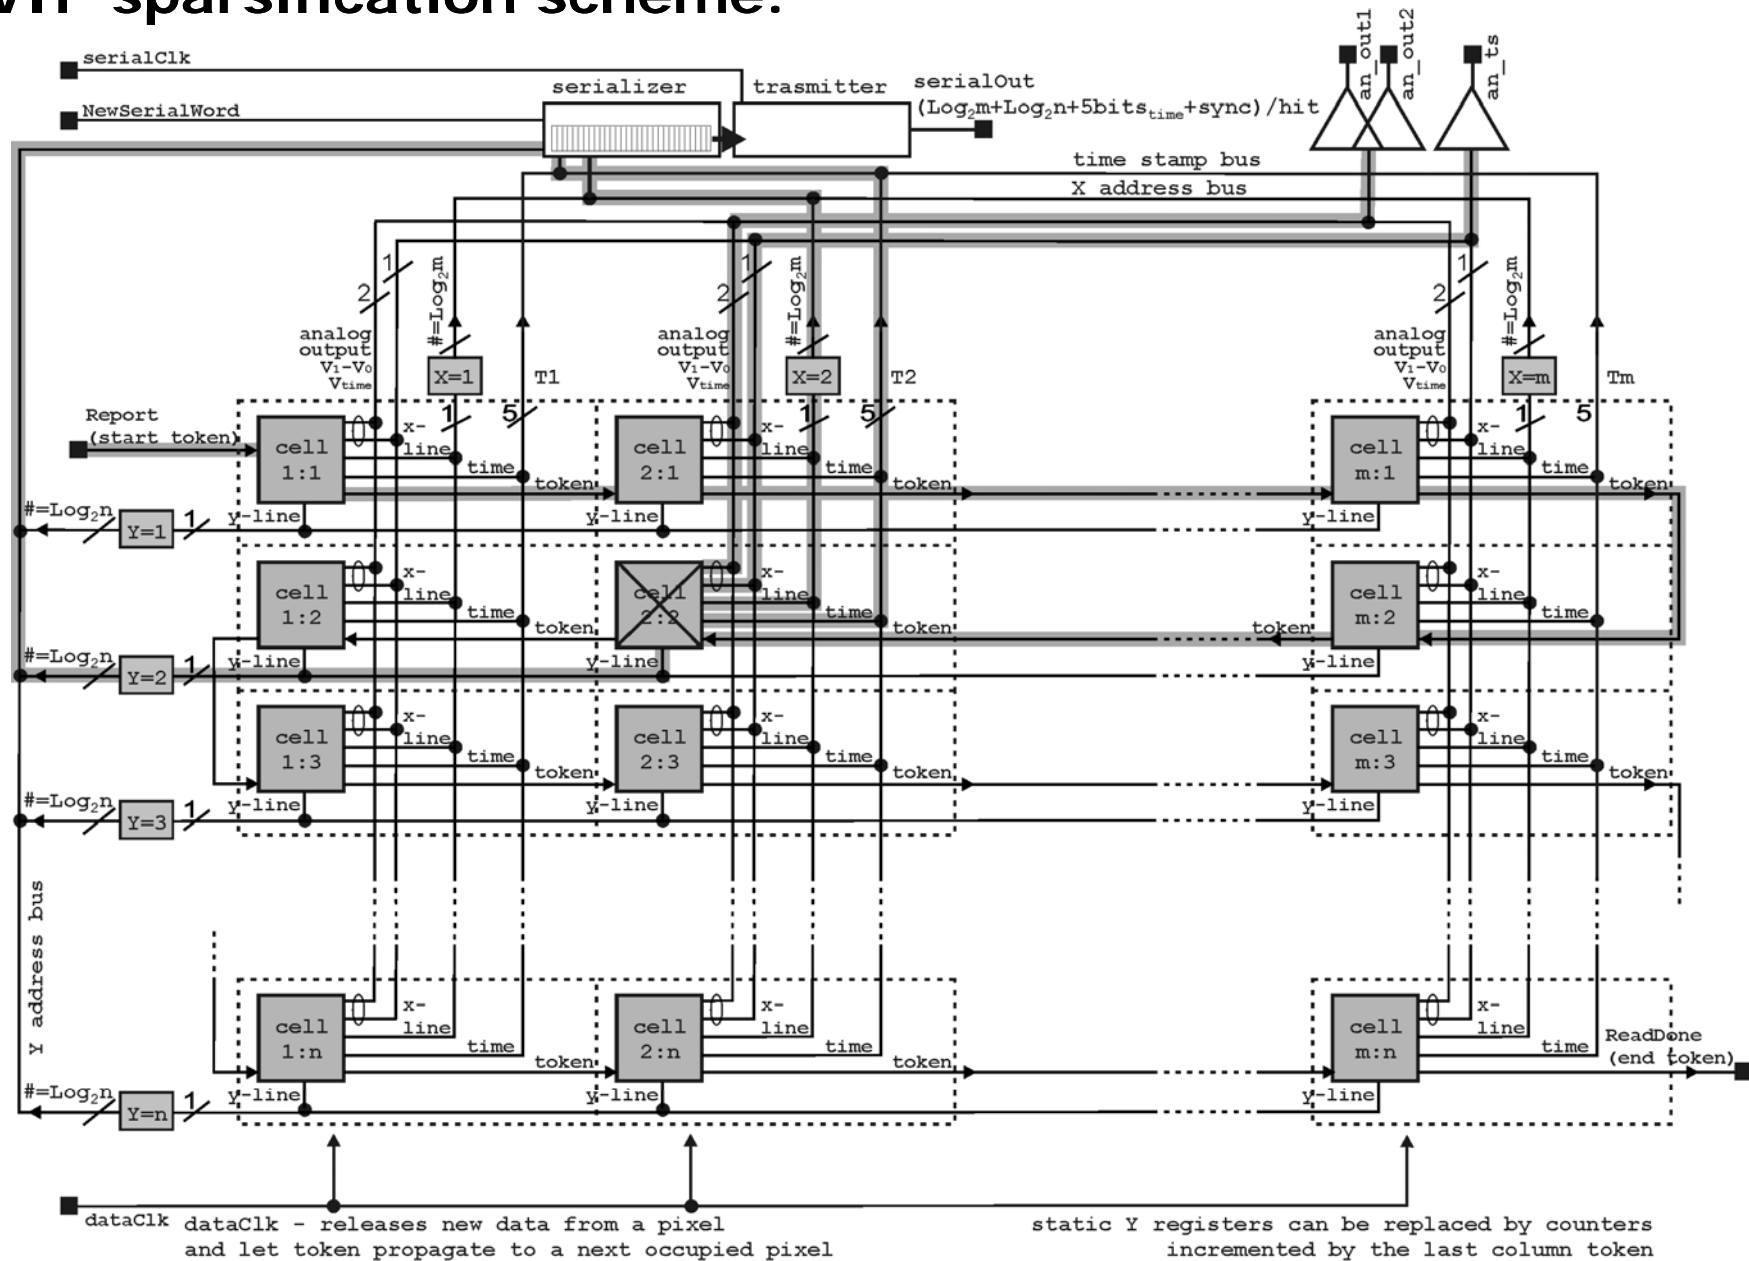 VIP sparsification scheme:
serialClk
NewSerialWord
serializer
trasmitter
serialOut
(Log2m+Log2n+5bitstime+sync)/hit
an_out1
an_out2
an_ts
time stamp bus
X address bus
1
2
#=Log2m
analog
output
V1-V0
Vtime
X=1
T1
1
2
#=Log2m
analog
output
V1-V0
Vtime
X=2
T2
1
2
#=Log2m
analog
output
V1-V0
Vtime
X=m
Tm
Report
(start token)
1
5
1
5
1
5
cell
1:1
x-
line
time
token
y-line
cell
2:1
x-
line
time
token
y-line
cell
m:1
x-
line
time
token
y-line
#=Log2n
Y=1
1
cell
1:2
x-
line
time
token
y-line
cell
2:2
x-
line
time
token
y-line
token
cell
m:2
x-
line
time
y-line
#=Log2n
Y=2
1
cell
1:3
x-
line
time
token
y-line
cell
2:3
x-
line
time
token
y-line
cell
m:3
x-
line
time
token
y-line
#=Log2n
Y=3
1
Y address bus
cell
1:n
x-
line
time
token
y-line
cell
2:n
x-
line
time
token
y-line
cell
m:n
x-
line
time
y-line
ReadDone
(end token)
#=Log2n
Y=n
1
dataClk
dataClk - releases new data from a pixel
and let token propagate to a next occupied pixel
static Y registers can be replaced by counters
incremented by the last column token